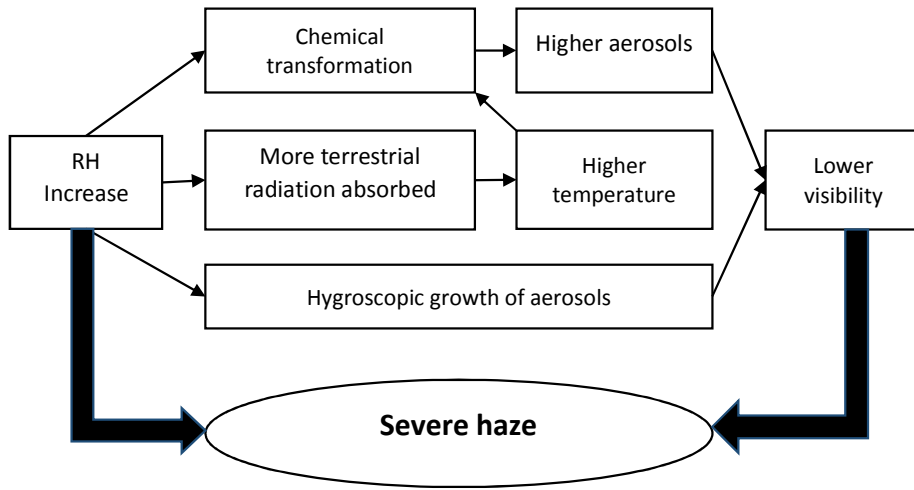 Chemical
transformation
Higher aerosols
RH
Increase
More terrestrial
radiation absorbed
Higher
temperature
Lower
visibility
Hygroscopic growth of aerosols
Severe haze